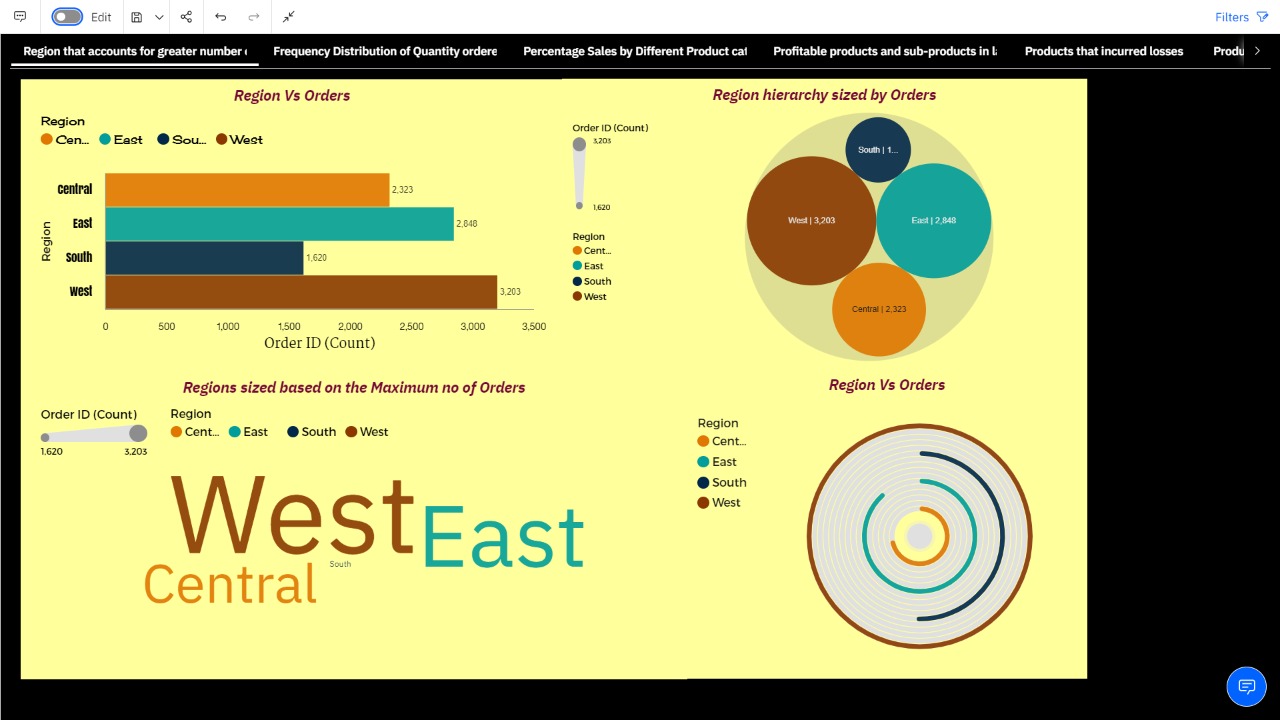 Edit
Filters
Region that accounts for greater number
Frequency Distribution of Quantity ordere
Percentage Sales by Different Product cat
Profitable products and sub-products in
Products that incurred losses
Produ
Region Vs Orders
Region
Cen... East Sou... West
Central
East
South
West
2,323
2,848
1,620
3,203
Region
0 500 1,000 1,500 2,000 2,500 3,000 3,500
Order ID (Count)
Region hierarchy sized by Orders
Order ID (Count)
3,203
1,620
Region
Cent...
East
South
West
South | 1...
West | 3,203
East | 2,848
Central | 2,323
Regions sized based on the Maximum no of Orders
Order ID (Count)
1,620 3,203
Region
Cent... East South West
West
East
South
Central
Region Vs Orders
Region
Cent...
East
South
West